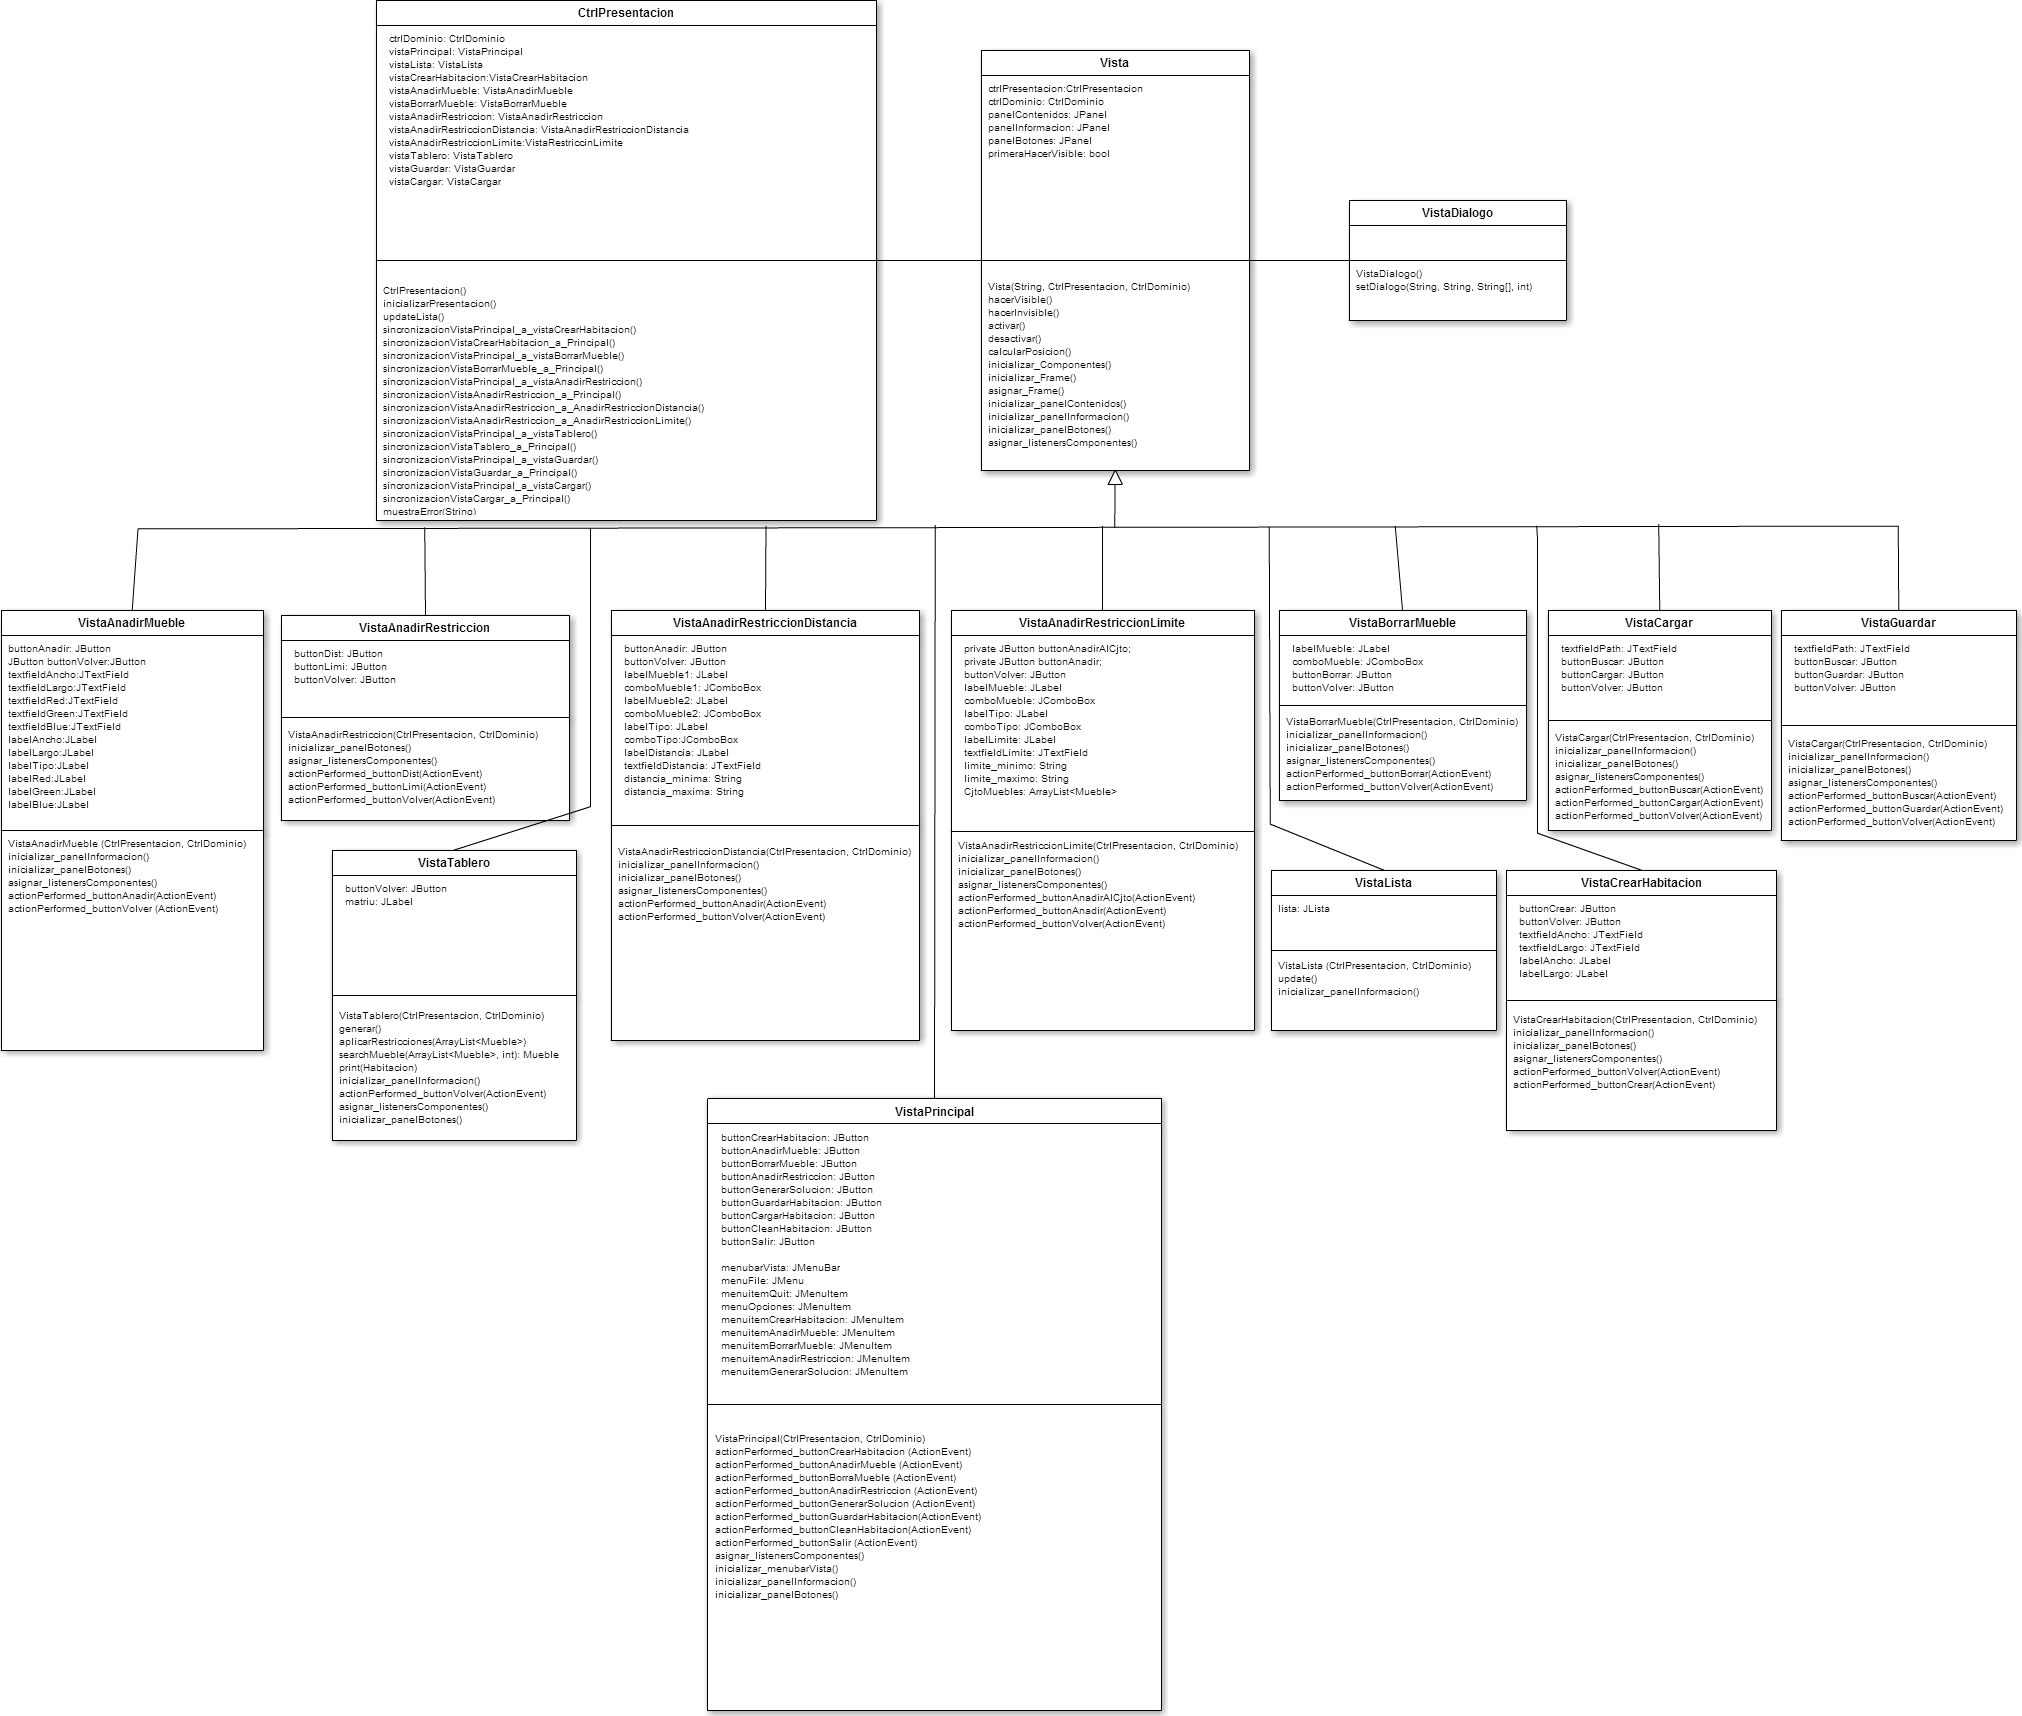 CtrlPresentacion
ctrlDominio: CtrlDominio
vistaPrincipal: VistaPrincipal
vistaLista: VistaLista
vistaCrearHabitacion:VistaCrearHabitacion
vistaAnadirMueble: VistaAnadirMueble
vistaBorrarMueble: VistaBorrarMueble
vistaAnadirRestriccion: VistaAnadirRestriccion
vistaAnadirRestriccionDistancia: VistaAnadirRestriccionDistancia
vistaAnadirRestriccionLimite:VistaRestriccinLimite
vistaTablero: VistaTablero
vistaGuardar: VistaGuardar
vistaCargar: VistaCargar
CtrlPresentacion()
inicializarPresentacion()
updateLista()
sincronizacionVistaPrincipal_a_vistaCrearHabitacion()
sincronizacionVistaCrearHabitacion_a_Principal()
sincronizacionVistaPrincipal_a_vistaBorrarMueble()
sincronizacionVistaBorrarMueble_a_Principal()
sincronizacionVistaPrincipal_a_vistaAnadirRestriccion()
sincronizacionVistaAnadirRestriccion_a_Principal()
sincronizacionVistaAnadirRestriccion_a_AnadirRestriccionDistancia()
sincronizacionVistaAnadirRestriccion_a_AnadirRestriccionLimite()
sincronizacionVistaPrincipal_a_vistaTablero()
sincronizacionVistaTablero_a_Principal()
sincronizacionVistaPrincipal_a_vistaGuardar()
sincronizacionVistaGuardar_a_Principal()
sincronizacionVistaPrincipal_a_vistaCargar()
sincronizacionVistaCargar_a_Principal()
muestraError(String)
Vista
ctrlPresentacion:CtrlPresentacion
ctrlDominio: CtrlDominio
panelContenidos: JPanel
panelInformacion: JPanel
panelBotones: JPanel
primeraHacerVisible: bool
Vista(String, CtrlPresentacion, CtrlDominio)
hacerVisible()
hacerInvisible()
activar()
desactivar()
calcularPosicion()
inicializar_Componentes()
inicializar_Frame()
asignar_Frame()
inicializar_panelContenidos()
inicializar_panelInformacion()
inicializar_panelBotones()
asignar_listenersComponentes()
VistaDialogo
VistaDialogo()
setDialogo(String, String, String[], int)
VistaAnadirMueble
buttonAnadir: JButton
JButton buttonVolver:JButton
textfieldAncho:JTextField
textfieldLargo:JTextField
textfieldRed:JTextField
textfieldGreen:JTextField
textfieldBlue:JTextField
labelAncho:JLabel
labelLargo:JLabel
labelTipo:JLabel
labelRed:JLabel
labelGreen:JLabel
labelBlue:JLabel
VistaAnadirMueble (CtrlPresentacion, CtrlDominio)
inicializar_panelInformacion()
inicializar_panelBotones()
asignar_listenersComponentes()
actionPerformed_buttonAnadir(ActionEvent)
actionPerformed_buttonVolver (ActionEvent)
VistaAnadirRestriccion
buttonDist: JButton
buttonLimi: JButton
buttonVolver: JButton
VistaAnadirRestriccion(CtrlPresentacion, CtrlDominio)
inicializar_panelBotones()
asignar_listenersComponentes()
actionPerformed_buttonDist(ActionEvent)
actionPerformed_buttonLimi(ActionEvent)
actionPerformed_buttonVolver(ActionEvent)
VistaTablero
buttonVolver: JButton
matriu: JLabel
VistaTablero(CtrlPresentacion, CtrlDominio)
generar()
aplicarRestricciones(ArrayList<Mueble>)
searchMueble(ArrayList<Mueble>, int): Mueble
print(Habitacion)
inicializar_panelInformacion()
actionPerformed_buttonVolver(ActionEvent)
asignar_listenersComponentes()
inicializar_panelBotones()
VistaAnadirRestriccionDistancia
buttonAnadir: JButton
buttonVolver: JButton
labelMueble1: JLabel
comboMueble1: JComboBox
labelMueble2: JLabel
comboMueble2: JComboBox
labelTipo: JLabel
comboTipo:JComboBox
labelDistancia: JLabel
textfieldDistancia: JTextField
distancia_minima: String
distancia_maxima: String
VistaAnadirRestriccionDistancia(CtrlPresentacion, CtrlDominio)
inicializar_panelInformacion()
inicializar_panelBotones()
asignar_listenersComponentes()
actionPerformed_buttonAnadir(ActionEvent)
actionPerformed_buttonVolver(ActionEvent)
VistaAnadirRestriccionLimite
private JButton buttonAnadirAlCjto;
private JButton buttonAnadir;
buttonVolver: JButton
labelMueble: JLabel
comboMueble: JComboBox
labelTipo: JLabel
comboTipo: JComboBox
labelLimite: JLabel
textfieldLimite: JTextField
limite_minimo: String
limite_maximo: String
CjtoMuebles: ArrayList<Mueble>
VistaAnadirRestriccionLimite(CtrlPresentacion, CtrlDominio)
inicializar_panelInformacion()
inicializar_panelBotones()
asignar_listenersComponentes()
actionPerformed_buttonAnadirAlCjto(ActionEvent)
actionPerformed_buttonAnadir(ActionEvent)
actionPerformed_buttonVolver(ActionEvent)
VistaBorrarMueble
labelMueble: JLabel
comboMueble: JComboBox
buttonBorrar: JButton
buttonVolver: JButton
VistaBorrarMueble(CtrlPresentacion, CtrlDominio)
inicializar_panelInformacion()
inicializar_panelBotones()
asignar_listenersComponentes()
actionPerformed_buttonBorrar(ActionEvent)
actionPerformed_buttonVolver(ActionEvent)
VistaCargar
textfieldPath: JTextField
buttonBuscar: JButton
buttonCargar: JButton
buttonVolver: JButton
VistaCargar(CtrlPresentacion, CtrlDominio)
inicializar_panelInformacion()
inicializar_panelBotones()
asignar_listenersComponentes()
actionPerformed_buttonBuscar(ActionEvent)
actionPerformed_buttonCargar(ActionEvent)
actionPerformed_buttonVolver(ActionEvent)
VistaGuardar
textfieldPath: JTextField
buttonBuscar: JButton
buttonGuardar: JButton
buttonVolver: JButton
VistaCargar(CtrlPresentacion, CtrlDominio)
inicializar_panelInformacion()
inicializar_panelBotones()
asignar_listenersComponentes()
actionPerformed_buttonBuscar(ActionEvent)
actionPerformed_buttonGuardar(ActionEvent)
actionPerformed_buttonVolver(ActionEvent)
VistaLista
lista: JLista
VistaLista (CtrlPresentacion, CtrlDominio)
update()
inicializar_panelInformacion()
VistaCrearHabitacion
buttonCrear: JButton
buttonVolver: JButton
textfieldAncho: JTextField
textfieldLargo: JTextField
labelAncho: JLabel
labelLargo: JLabel
VistaCrearHabitacion(CtrlPresentacion, CtrlDominio)
inicializar_panelInformacion()
inicializar_panelBotones()
asignar_listenersComponentes()
actionPerformed_buttonVolver(ActionEvent)
actionPerformed_buttonCrear(ActionEvent)
VistaPrincipal
buttonCrearHabitacion: JButton
buttonAnadirMueble: JButton
buttonBorrarMueble: JButton
buttonAnadirRestriccion: JButton
buttonGenerarSolucion: JButton
buttonGuardarHabitacion: JButton
buttonCargarHabitacion: JButton
buttonCleanHabitacion: JButton
buttonSalir: JButton
menubarVista: JMenuBar
menuFile: JMenu
menuitemQuit: JMenuItem
menuOpciones: JMenuItem
menuitemCrearHabitacion: JMenuItem
menuitemAnadirMueble: JMenuItem
menuitemBorrarMueble: JMenuItem
menuitemAnadirRestriccion: JMenuItem
menuitemGenerarSolucion: JMenuItem
VistaPrincipal(CtrlPresentacion, CtrlDominio)
actionPerformed_buttonCrearHabitacion (ActionEvent)
actionPerformed_buttonAnadirMueble (ActionEvent)
actionPerformed_buttonBorraMueble (ActionEvent)
actionPerformed_buttonAnadirRestriccion (ActionEvent)
actionPerformed_buttonGenerarSolucion (ActionEvent)
actionPerformed_buttonGuardarHabitacion(ActionEvent)
actionPerformed_buttonCleanHabitacion(ActionEvent)
actionPerformed_buttonSalir (ActionEvent)
asignar_listenersComponentes()
inicializar_menubarVista()
inicializar_panelInformacion()
inicializar_panelBotones()